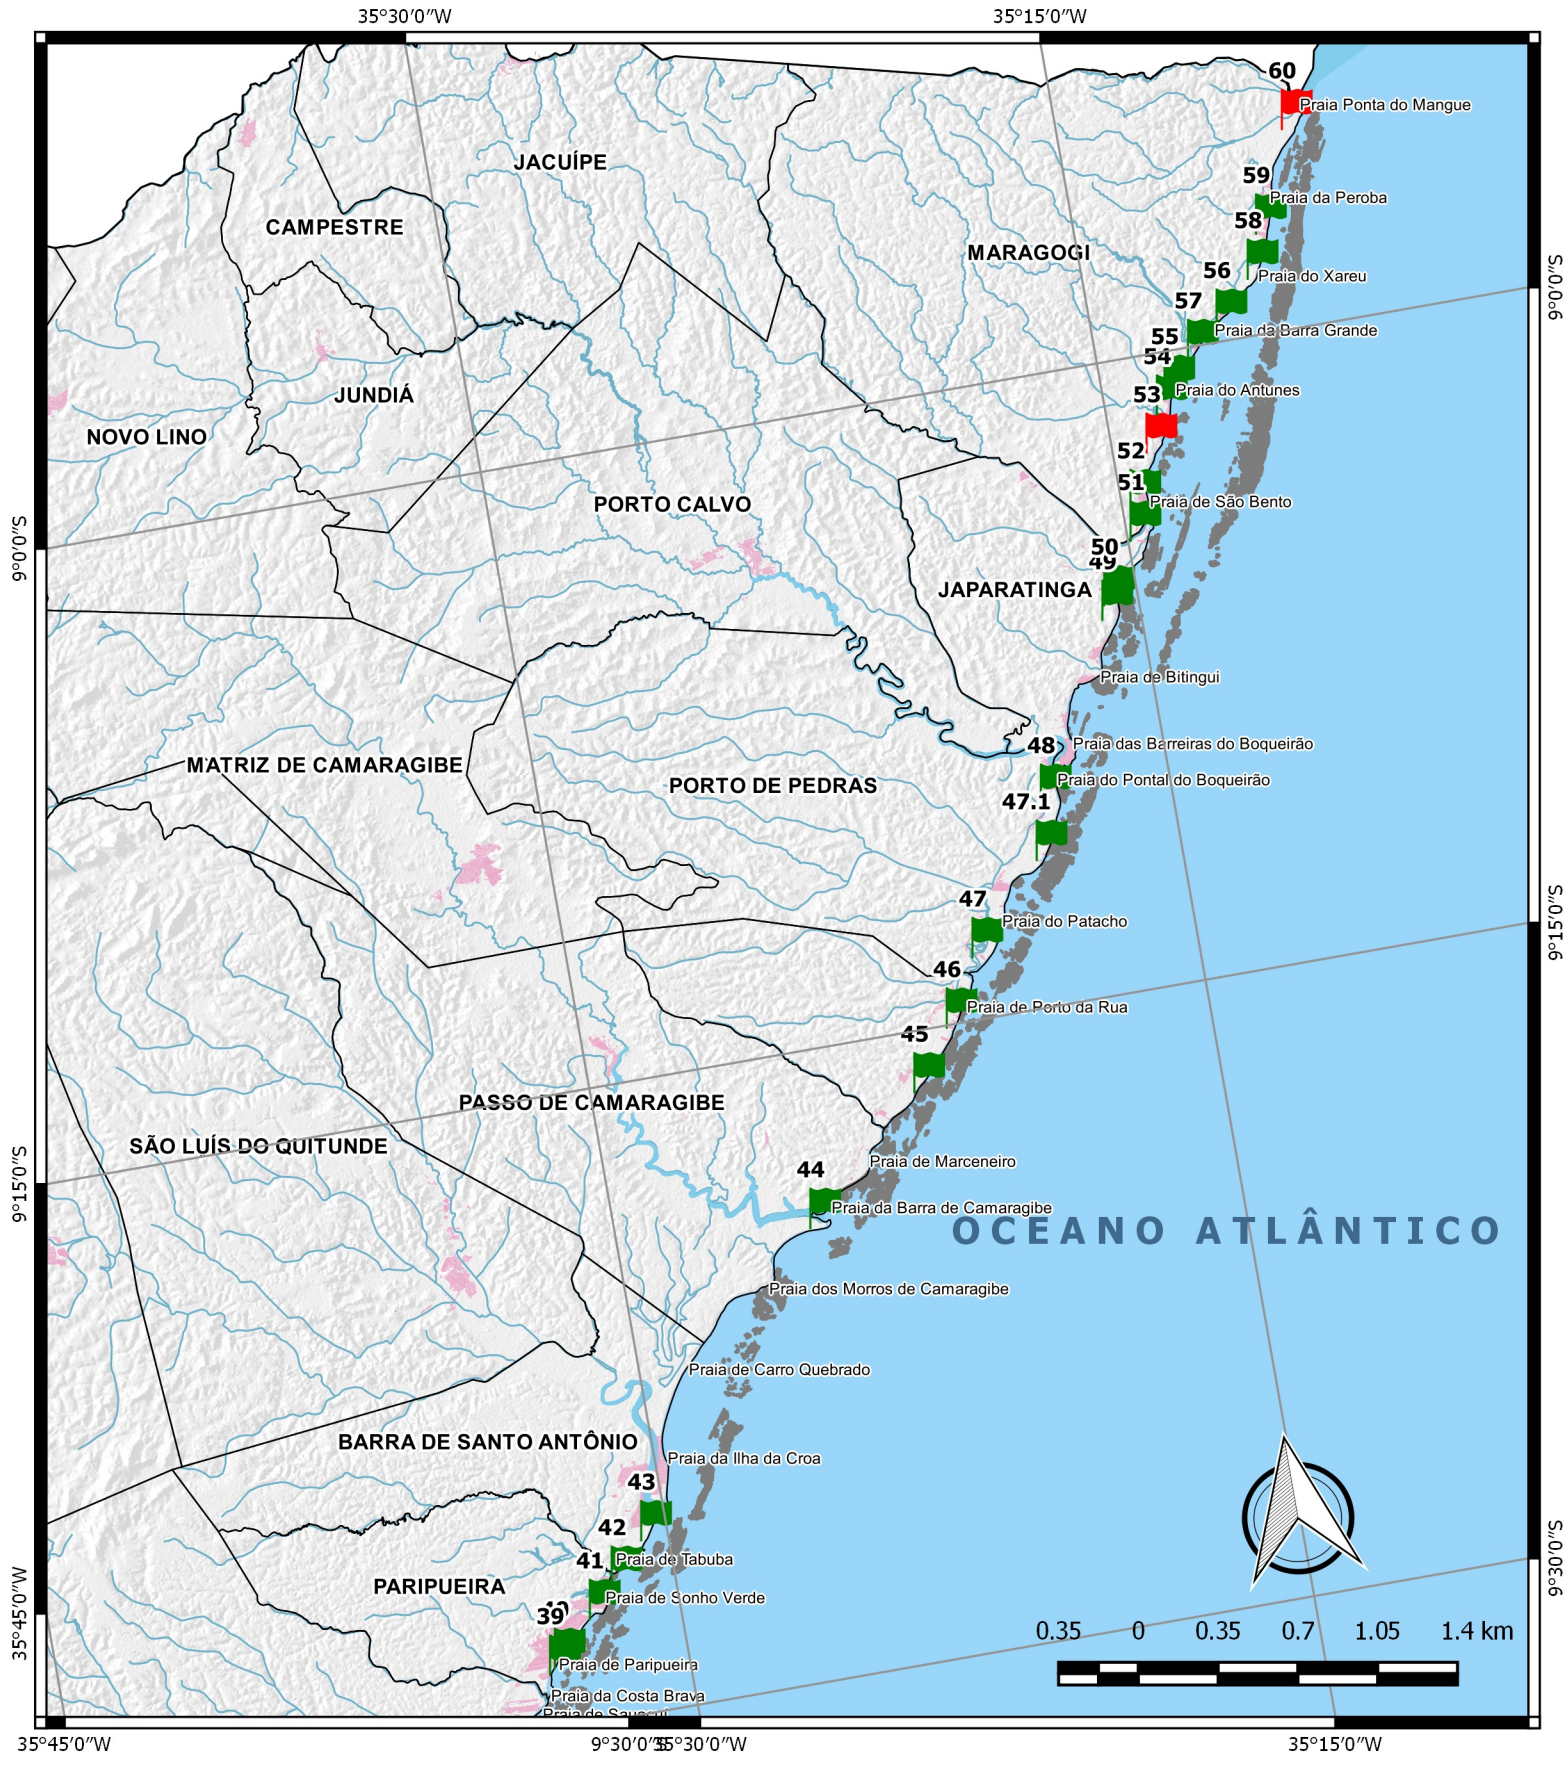 35°30′0″W
35°15′0″W
60
Praia Ponta do Mangue
JACUÍPE
59
Praia da Peroba
58
CAMPESTRE
MARAGOGI
56
Praia do Xareu
9°0′0″S
57
Praia da Barra Grande
55
54
JUNDIÁ
53
Praia do Antunes
NOVO LINO
52
51
PORTO CALVO
Praia de São Bento
9°0′0″S
50
49
JAPARATINGA
Praia de Bitingui
48
Praia das Barreiras do Boqueirão
MATRIZ DE CAMARAGIBE
PORTO DE PEDRAS
Praia do Pontal do Boqueirão
47.1
47
Praia do Patacho
9°15′0″S
46
Praia de Porto da Rua
45
PASSO DE CAMARAGIBE
SÃO LUÍS DO QUITUNDE
Praia de Marceneiro
44
9°15′0″S
Praia da Barra de Camaragibe
OCEANO ATLÂNTICO
Praia dos Morros de Camaragibe
Praia de Carro Quebrado
BARRA DE SANTO ANTÔNIO
Praia da Ilha da Croa
43
42
9°30′0″S
41
Praia de Tabuba
PARIPUEIRA
Praia de Sonho Verde
35°45′0″W
40
39
0.35 0 0.35 0.7 1.05 1.4 km
Praia de Paripueira
Praia da Costa Brava
Praia de Sauaçui
35°45′0″W
9°30′0″S
35°30′0″W
35°15′0″W